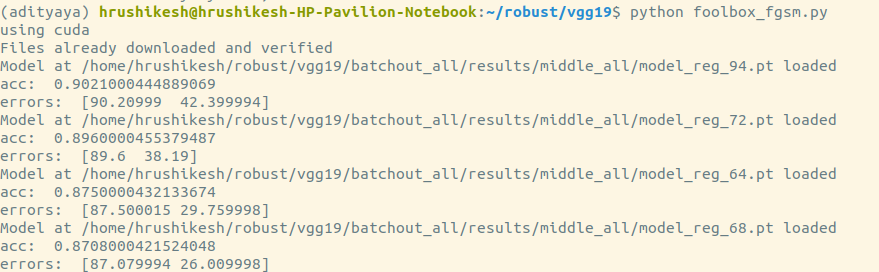 (adityaya) hrushikesh@hrushikesh-HP-Pavilion-Notebook:~/robust/vgg19$ python foolbox_fgsm.py
using cuda
Files already downloaded and verified
Model at /home/hrushikesh/robust/vgg19/batchout_all/results/middle_all/model_reg_94.pt loaded
acc:  0.9021000444889069
errors:  [90.20999  42.399994]
Model at /home/hrushikesh/robust/vgg19/batchout_all/results/middle_all/model_reg_72.pt loaded
acc:  0.8960000455379487
errors:  [89.6  38.19]
Model at /home/hrushikesh/robust/vgg19/batchout_all/results/middle_all/model_reg_64.pt loaded
acc:  0.8750000432133674
errors:  [87.500015 29.759998]
Model at /home/hrushikesh/robust/vgg19/batchout_all/results/middle_all/model_reg_68.pt loaded
acc:  0.8708000421524048
errors:  [87.079994 26.009998]